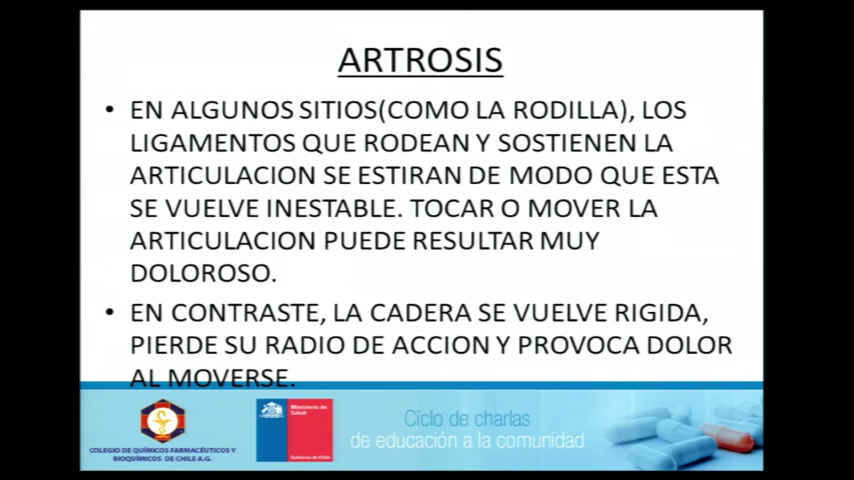 ARTROSIS
• EN ALGUNOS SITIOS(COMO LA RODILLA), LOS
LIGAMENTOS QUE RODEAN Y SOSTIENEN LA
ARTICULACION SE ESTIRAN DE MODO QUE ESTA
SE VUELVE INESTABLE. TOCAR O MOVER LA
ARTICULACION PUEDE RESULTAR MUY
DOLOROSO.
• EN CONTRASTE, LA CADERA SE VUELVE RIGIDA,
PIERDE SU RADIO DE ACCION Y PROVOCA DOLOR
AL MOVERSE.
COLEGIO DE QUÍMICOS FARMACÉUTICOS Y
BIOQUÍMICOS DE CHILE A.G.
Ministerio de
Salud
Gobierno de Chile
Ciclo de charlas
de educación a la comunidad